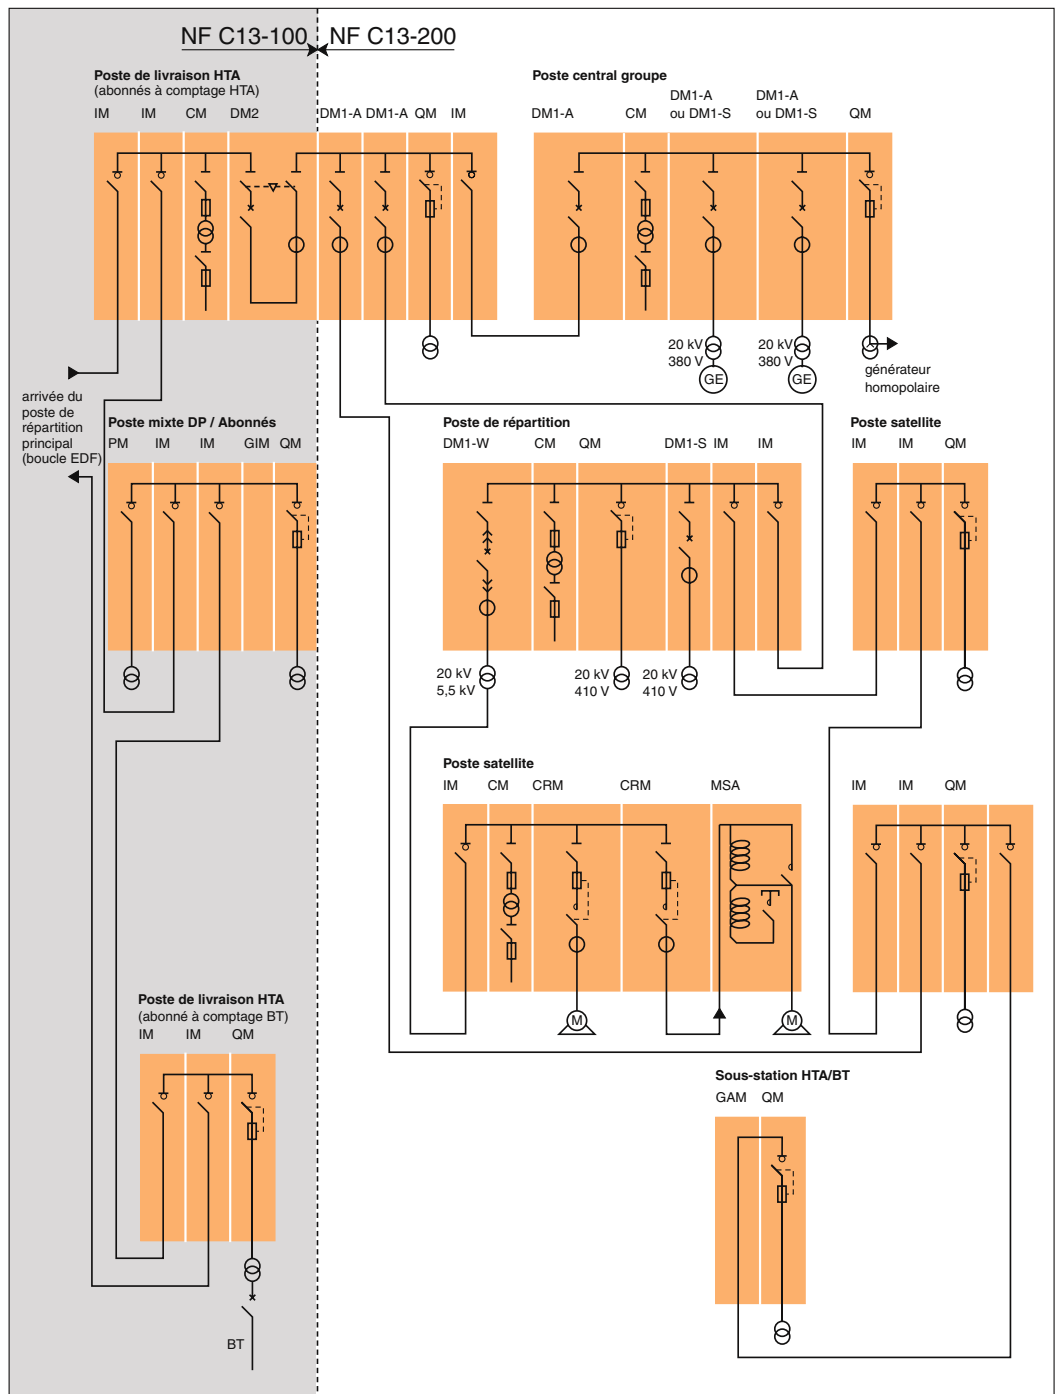 NF C13-100 NF C13-200
Poste de livraison HTA
(abonnés à comptage HTA)
IM IM CM DM2 DM1-A DM1-A QM IM
Poste central groupe
DM1-A CM DM1-A ou DM1-S DM1-A ou DM1-S QM
20 kV
380 V
GE
20 kV
380 V
GE
générateur
homopolaire
arrivée du
poste de
répartition
principal
(boucle EDF)
Poste mixte DP / Abonnés
PM IM IM GIM QM
Poste de répartition
DM1-W CM QM DM1-S IM IM
20 kV
5,5 kV
20 kV
410 V
20 kV
410 V
Poste satellite
IM IM QM
Poste satellite
IM CM CRM CRM MSA
M M
IM IM QM
Poste de livraison HTA
(abonné à comptage BT)
IM IM QM
BT
Sous-station HTA/BT
GAM QM